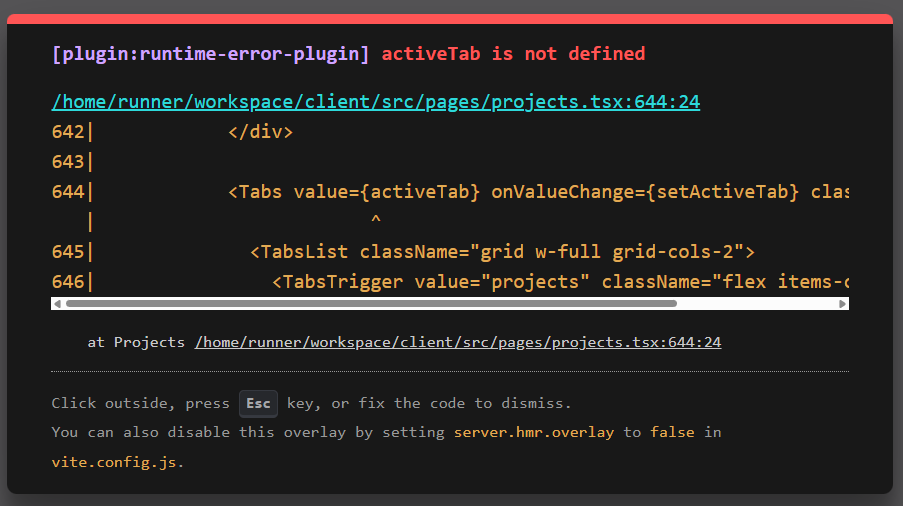 [plugin:runtime-error-plugin] activeTab is not defined
/home/runner/workspace/client/src/pages/projects.tsx:644:24
642|            </div>
643|
644|            <Tabs value={activeTab} onValueChange={setActiveTab} clas
   |                         ^
645|              <TabsList className="grid w-full grid-cols-2">
646|                <TabsTrigger value="projects" className="flex items-c
at Projects /home/runner/workspace/client/src/pages/projects.tsx:644:24
Click outside, press Esc key, or fix the code to dismiss.
You can also disable this overlay by setting server.hmr.overlay to false in
vite.config.js.